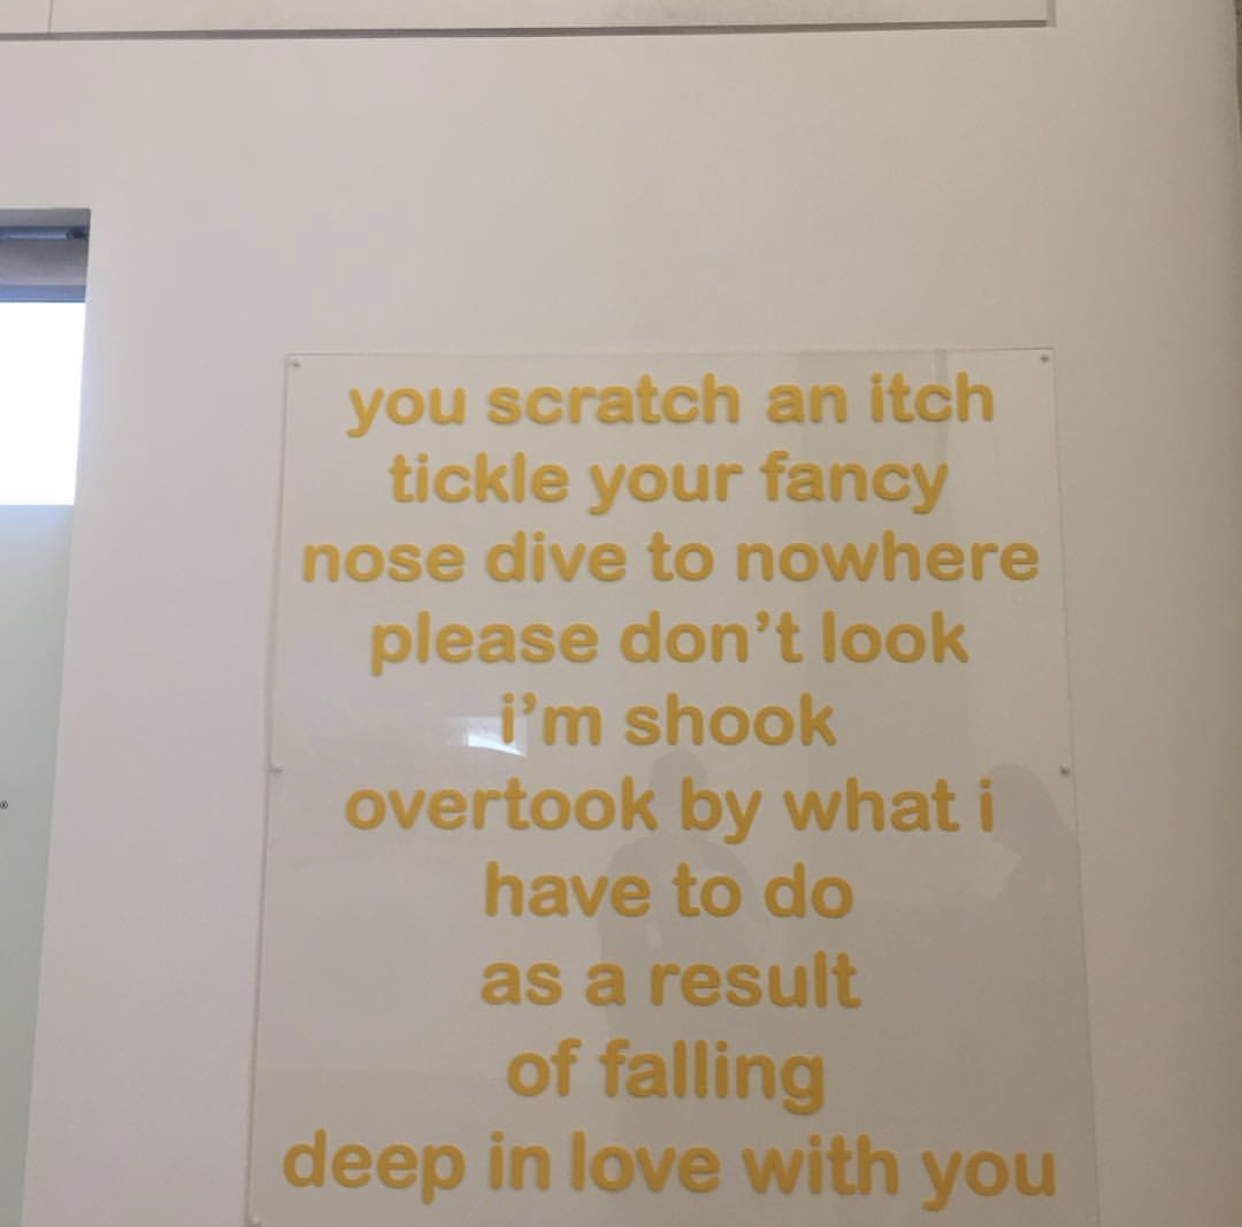 you scratch an itch
tickle your fancy
nose dive to nowhere
please don’t look
i’m shook
overtook by what i
have to do
as a result
of falling
deep in love with you